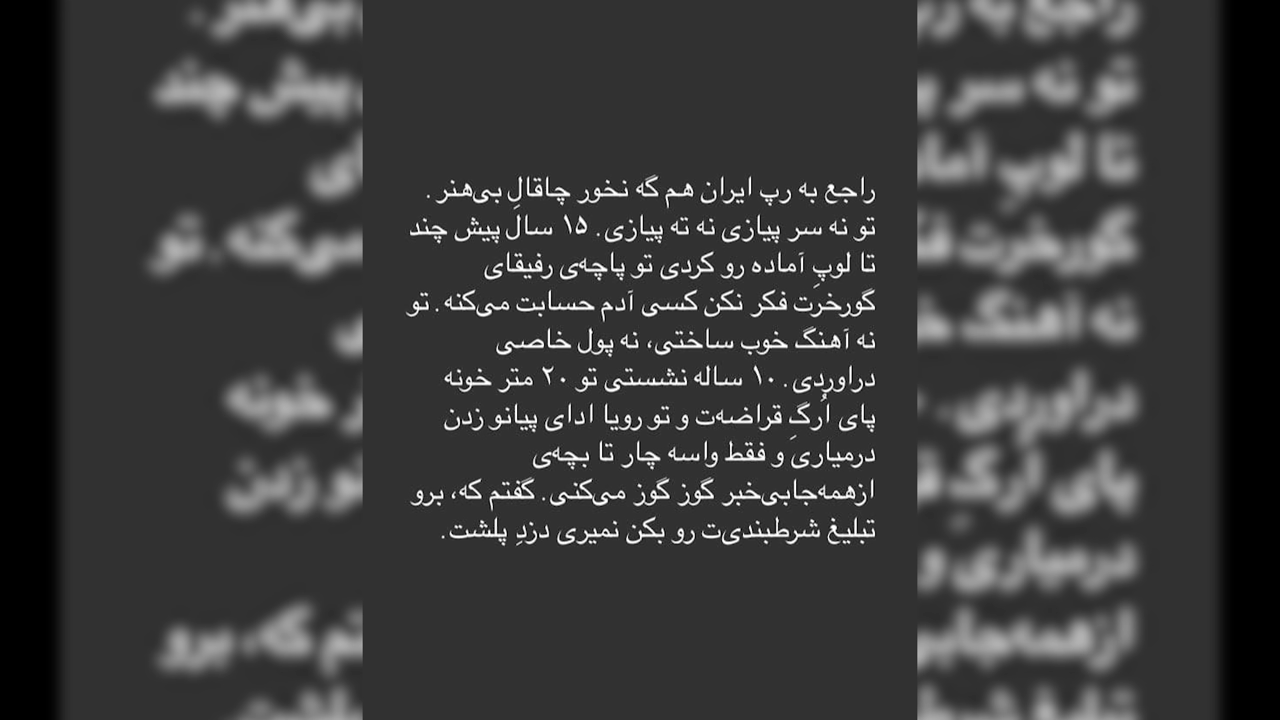 راجع به رپ ایران هم گه نخور چاقالِ بی‌هنر.
تو نه سر پیازی نه ته پیازی. ۱۵ سال پیش چند
تا لوپِ آماده رو کردی تو پاچه‌ی رفیقای
گورخرت فکر نکن کسی آدم حسابت می‌کنه. تو
نه آهنگ خوب ساختی، نه پول خاصی
دراوردی. ۱۰ ساله نشستی تو ۲۰ متر خونه
پای اُرگِ قراضه‌ت و تو رویا ادای پیانو زدن
درمیاری َو فقط واسه چار تا بچه‌ی
ازهمه‌جابی‌خبر گوز گوز می‌کنی. گفتم که، برو
تبلیغ شرطبندی‌ت رو بکن نمیری دزدِ پلشت.